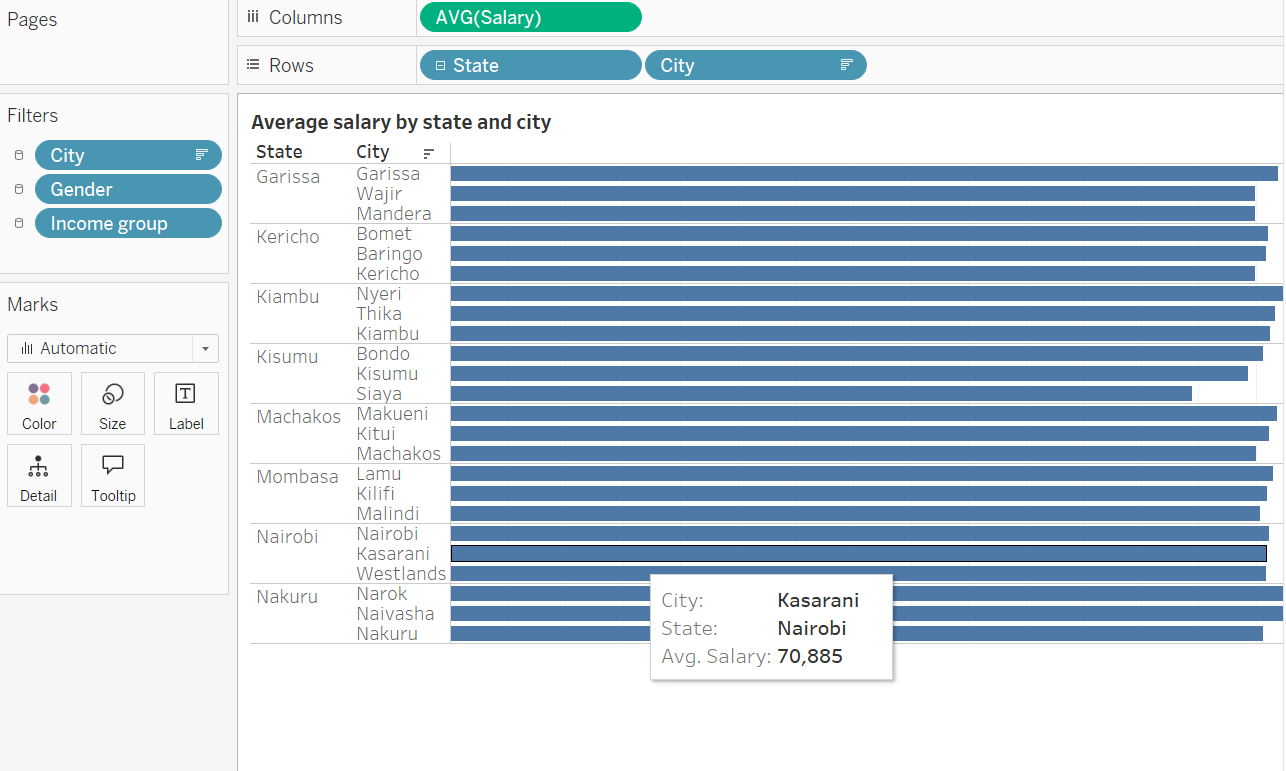 Pages
Columns
AVG(Salary)
Rows
State
City
Filters
City
Gender
Income group
Marks
Automatic
Color
Size
Label
Detail
Tooltip
Average salary by state and city
State City
Garissa Garissa
Wajir
Mandera
Kericho Bomet
Baringo
Kericho
Kiambu Nyeri
Thika
Kiambu
Kisumu Bondo
Kisumu
Siaya
Machakos Makueni
Kitui
Machakos
Mombasa Lamu
Kilifi
Malindi
Nairobi Nairobi
Kasarani
Westlands
Nakuru Narok
Naivasha
Nakuru
City: Kasarani
State: Nairobi
Avg. Salary: 70,885